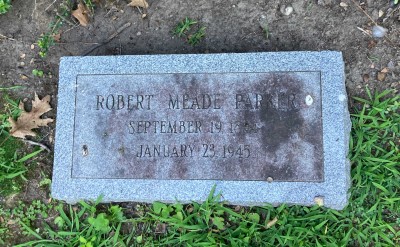 ROBERT MEADE PARKER
SEPTEMBER 19
JANUARY 23, 1945